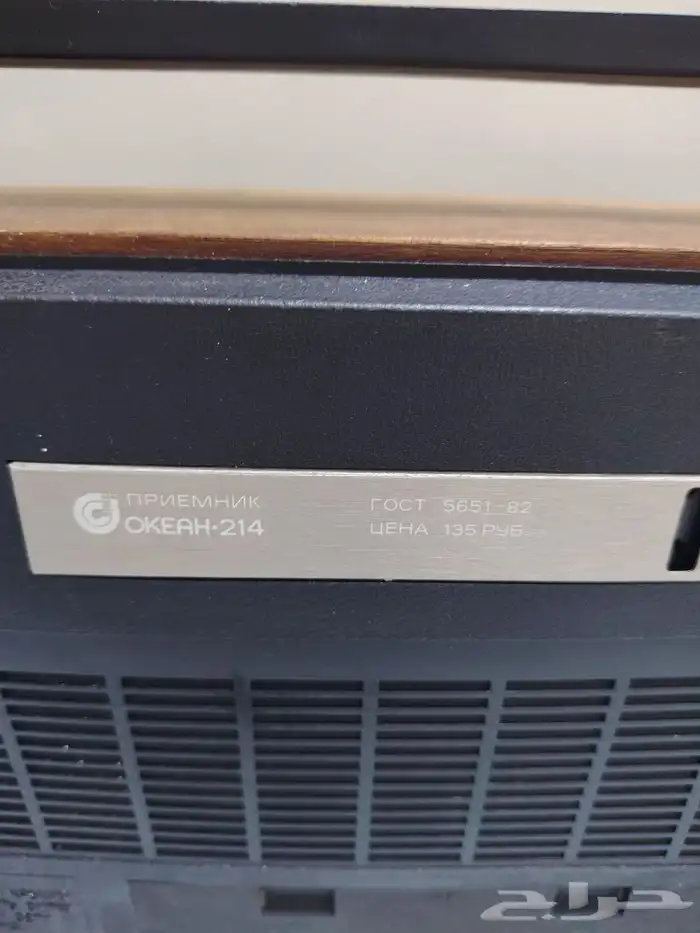 ПРИЕМНИК
ОКЕАН·214
ГОСТ 5651-82
ЦЕНА 135 РУБ
حراج